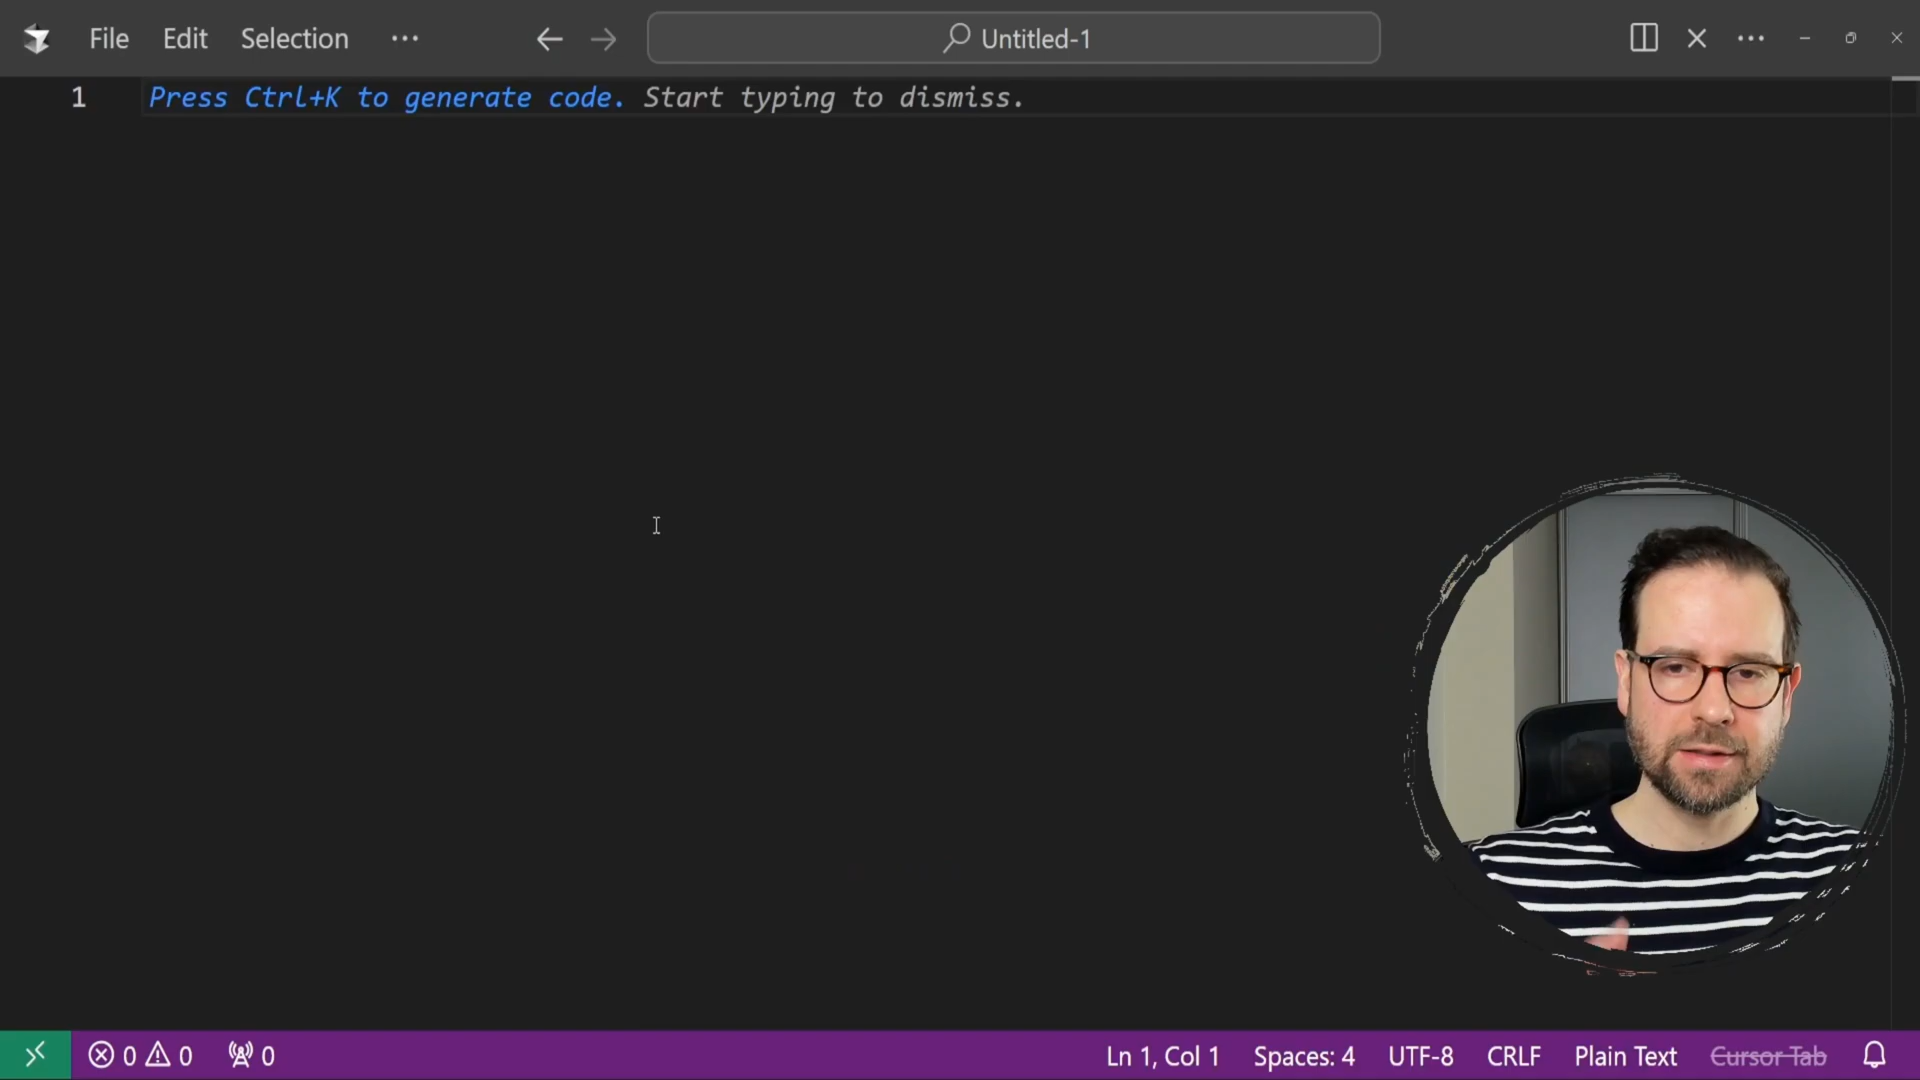 File Edit Selection ··· Untitled-1
1 Press Ctrl+K to generate code. Start typing to dismiss.
0 0 0 Ln 1, Col 1 Spaces: 4 UTF-8 CRLF Plain Text Cursor Tab